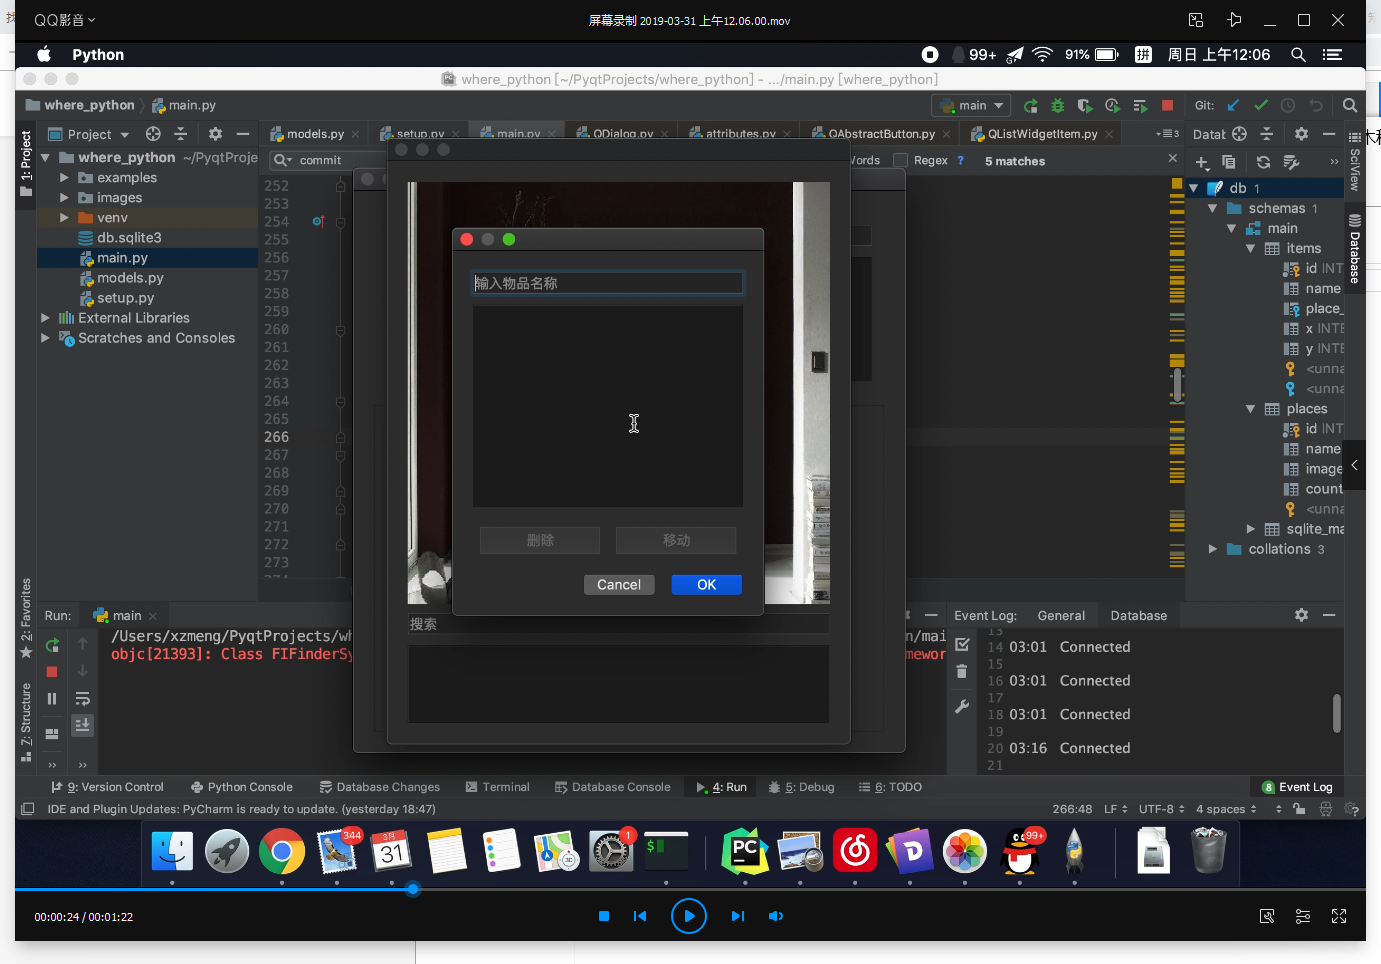 QQ影音
屏幕录制 2019-03-31 上午12.06.00.mov
Python
99+
91%
拼
周日 上午12:06
where_python [~/PyqtProjects/where_python] - .../main.py [where_python]
where_python
main.py
main
Git:
1: Project
Project
models.py
setup.py
main.py
QDialog.py
attributes.py
QAbstractButton.py
QListWidgetItem.py
Datat
SciView
Database
where_python ~/PyqtProje
examples
images
venv
db.sqlite3
main.py
models.py
setup.py
External Libraries
Scratches and Consoles
commit
Words
Regex
?
5 matches
252
253
254
255
256
257
258
259
260
261
262
263
264
265
266
267
268
269
270
271
272
273
输入物品名称
删除
移动
Cancel
OK
搜索
db 1
schemas 1
main
items
id INT
name
place_
x INTE
y INTE
<unna
<unna
places
id INT
name
image
count
<unna
sqlite_ma
collations 3
2: Favorites
Z: Structure
Run:
main
/Users/xzmeng/PyqtProjects/wh
n/mai
objc[21393]: Class FIFinderSy
mewor
Event Log:
General
Database
13
14 03:01 Connected
15
16 03:01 Connected
17
18 03:01 Connected
19
20 03:16 Connected
21
9: Version Control
Python Console
Database Changes
Terminal
Database Console
4: Run
5: Debug
6: TODO
8 Event Log
IDE and Plugin Updates: PyCharm is ready to update. (yesterday 18:47)
266:48
LF
UTF-8
4 spaces
344
3月
31
3D
1
$
PC
D
99+
00:00:24 / 00:01:22